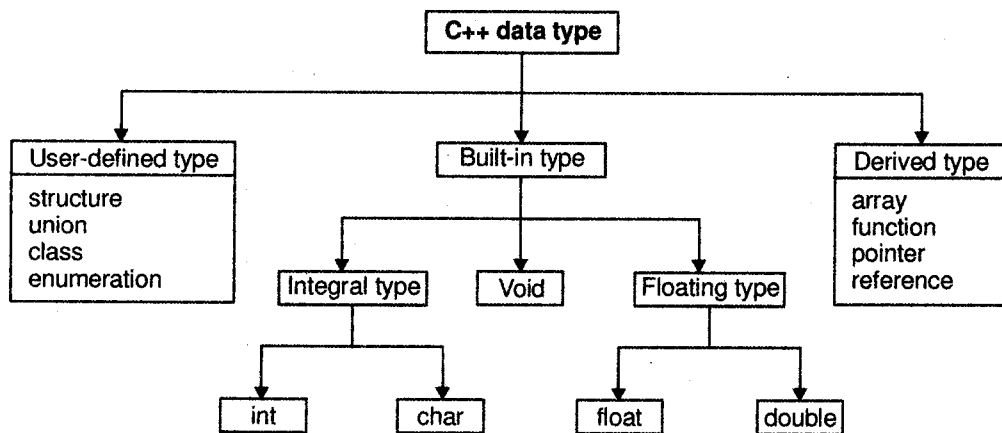 C++ data type
User-defined type
structure
union
class
enumeration
Built-in type
Derived type
array
function
pointer
reference
Integral type
Void
Floating type
int
char
float
double